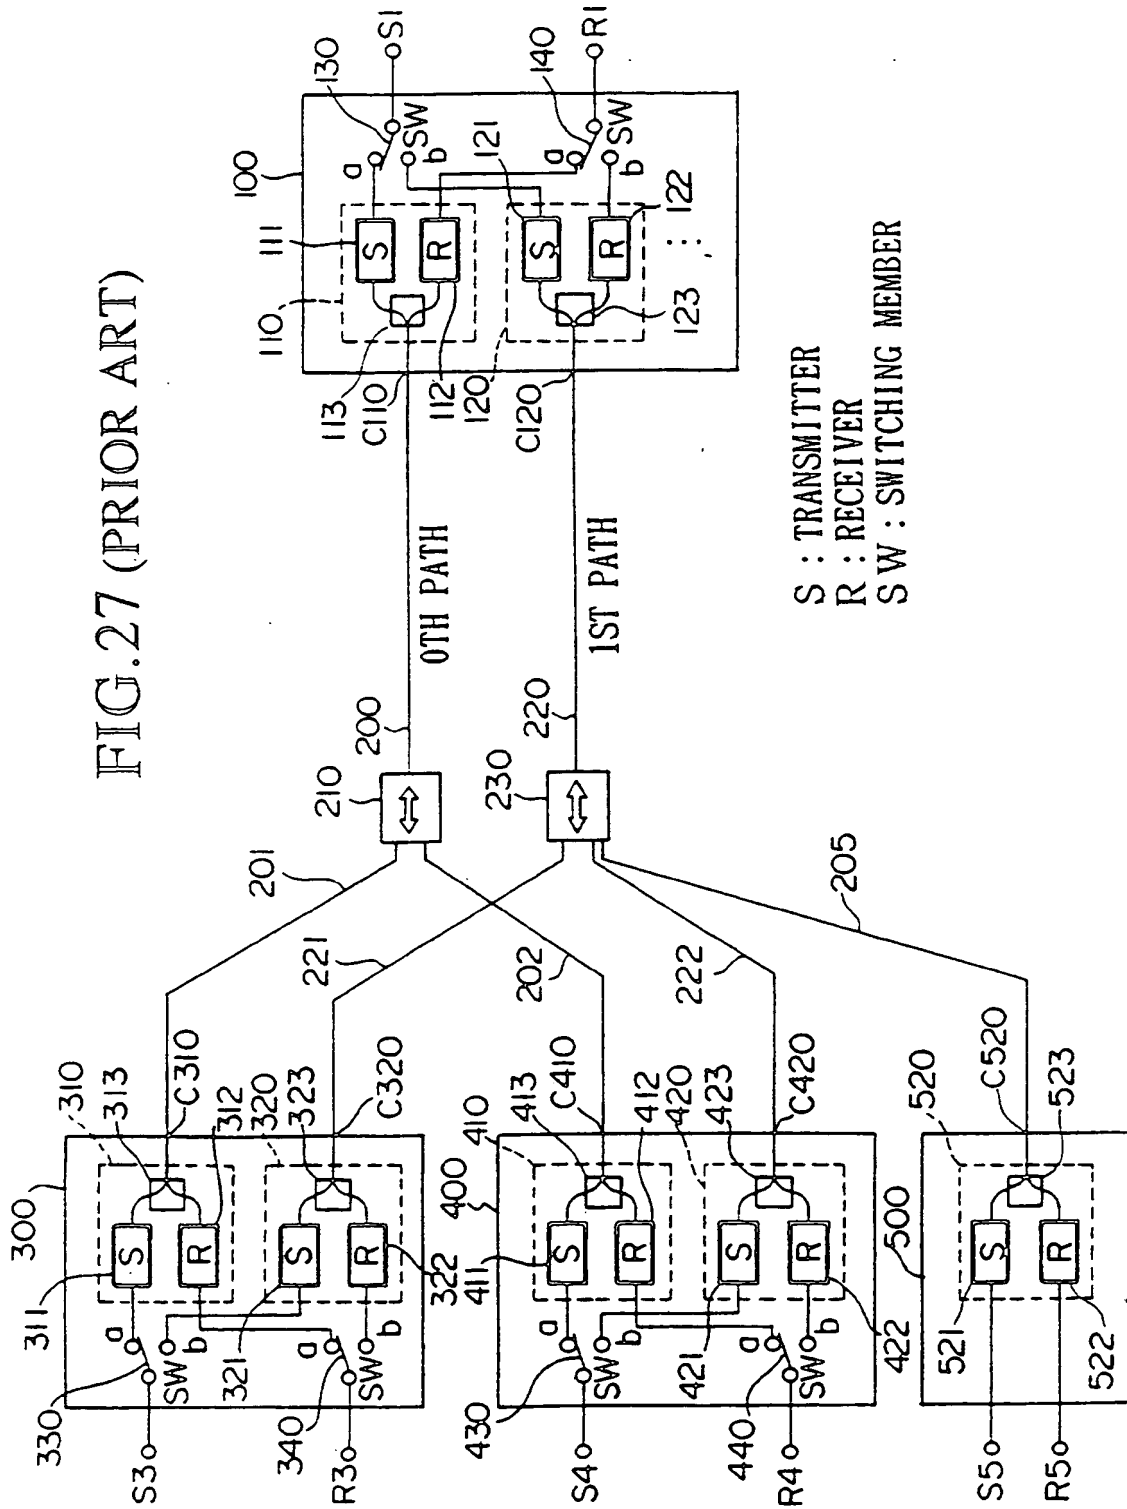 FIG.27 (PRIOR ART)
300
311
330
S3
SW
a
b
S
R
310
313
312
C310
321
340
R3
SW
a
b
S
R
320
323
322
C320
400
411
430
S4
SW
a
b
S
R
410
413
412
C410
421
440
R4
SW
a
b
S
R
420
423
422
C420
500
521
S5
R5
S
R
520
523
522
C520
201
221
202
222
205
210
200
0TH PATH
230
220
1ST PATH
100
110
111
113
C110
112
S
R
a
b
SW
130
S1
120
121
C120
123
122
S
R
a
b
SW
140
R1
S : TRANSMITTER
R : RECEIVER
SW : SWITCHING MEMBER